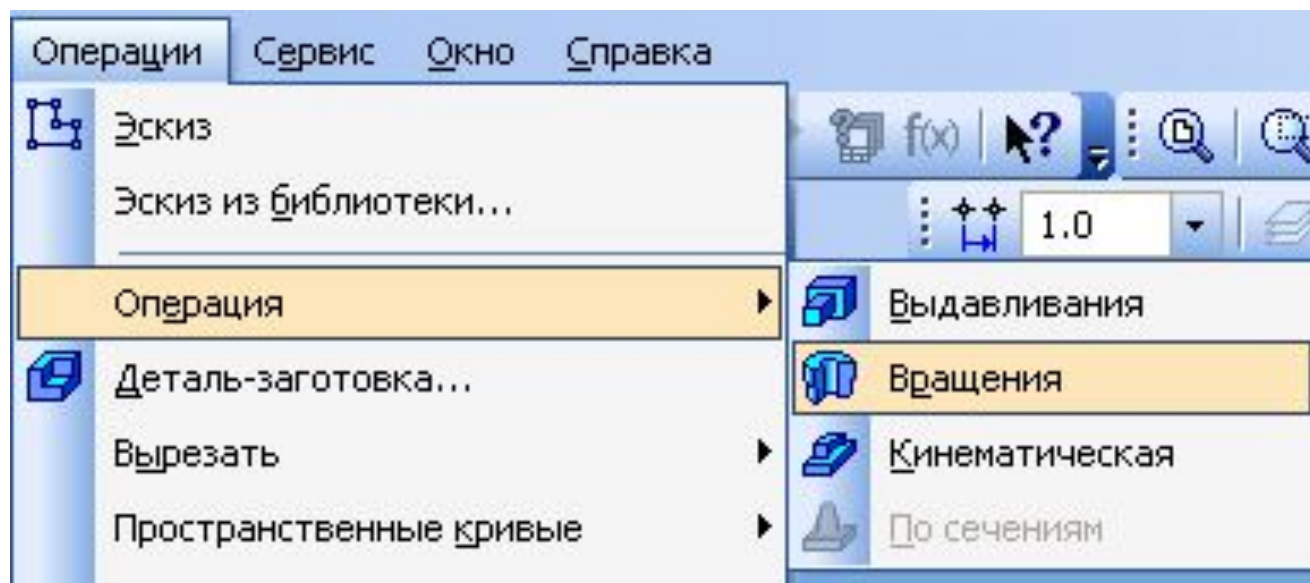 Операции Сервис Окно Справка
Эскиз
f(x) ?
Эскиз из библиотеки...
1.0
Операция
Выдавливания
Деталь-заготовка...
Вращения
Вырезать
Кинематическая
Пространственные кривые
По сечениям